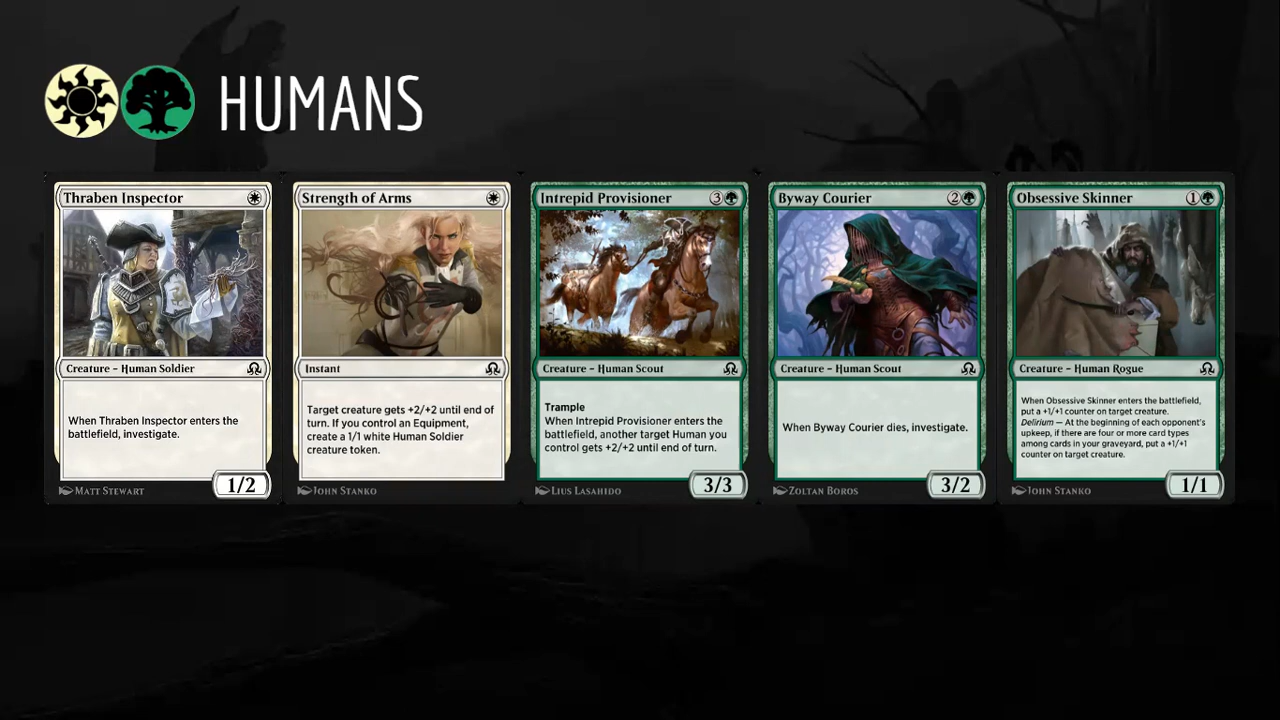 HUMANS
Thraben Inspector
Creature – Human Soldier
When Thraben Inspector enters the
battlefield, investigate.
MATT STEWART
1/2
Strength of Arms
Instant
Target creature gets +2/+2 until end of
turn. If you control an Equipment,
create a 1/1 white Human Soldier
creature token.
JOHN STANKO
Intrepid Provisioner
3
Creature – Human Scout
Trample
When Intrepid Provisioner enters the
battlefield, another target Human you
control gets +2/+2 until end of turn.
LIUS LASAHIDO
3/3
Byway Courier
2
Creature – Human Scout
When Byway Courier dies, investigate.
ZOLTAN BOROS
3/2
Obsessive Skinner
1
Creature – Human Rogue
When Obsessive Skinner enters the battlefield,
put a +1/+1 counter on target creature.
Delirium — At the beginning of each opponent's
upkeep, if there are four or more card types
among cards in your graveyard, put a +1/+1
counter on target creature.
JOHN STANKO
1/1